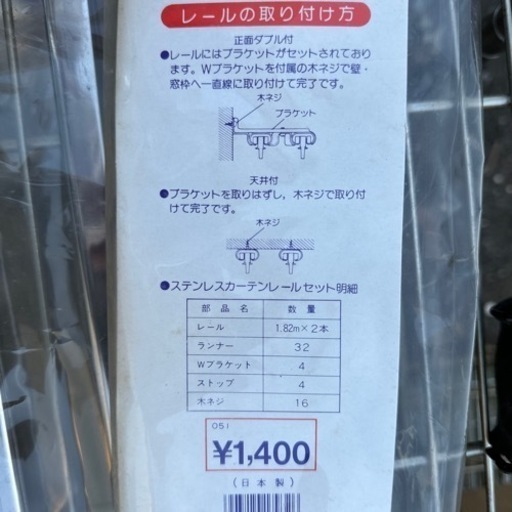 レールの取り付け方
正面ダブル付
●レールにはブラケットがセットされており
ます。Wブラケットを付属の木ネジで壁・
窓枠へ一直線に取り付けて完了です。
木ネジ
ブラケット
天井付
●ブラケットを取りはずし，木ネジで取り付
けて完了です。
木ネジ
●ステンレスカーテンレールセット明細
部品名 数量
レール 1.82m×2本
ランナー 32
Wブラケット 4
ストップ 4
木ネジ 16
051
¥1,400
(日本製)